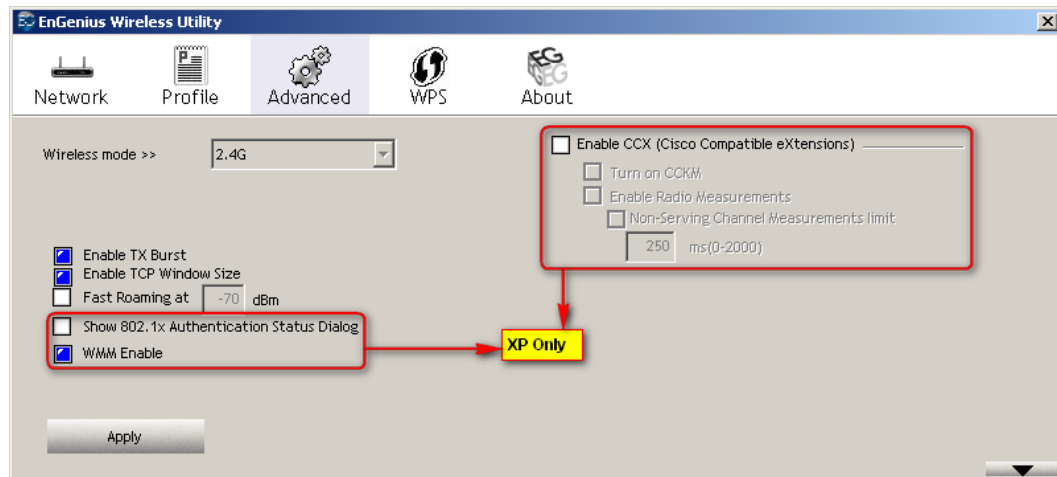 EnGenius Wireless Utility
Network Profile Advanced WPS About
Wireless mode >> 2.4G
Enable CCX (Cisco Compatible eXtensions)
Turn on CCKM
Enable Radio Measurements
Non-Serving Channel Measurements limit
250 ms(0-2000)
Enable TX Burst
Enable TCP Window Size
Fast Roaming at -70 dBm
Show 802.1x Authentication Status Dialog
WMM Enable
XP Only
Apply